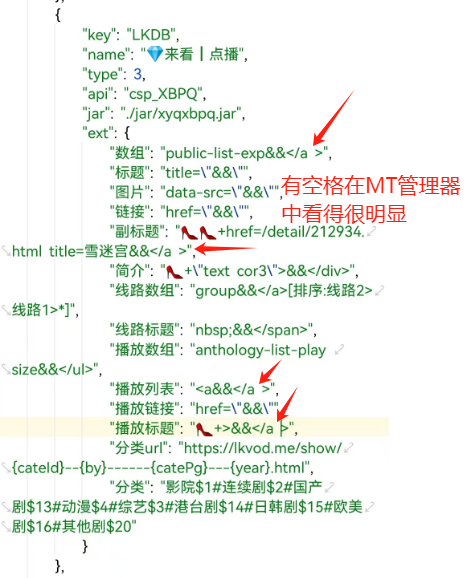 },
{
"key": "LKDB",
"name": "💎来看┃点播",
"type": 3,
"api": "csp_XBPQ",
"jar": "./jar/xyqxbpq.jar",
"ext": {
"数组": "public-list-exp&&</a >",
"标题": "title=\"&&\"",
"图片": "data-src=\"&&\"",
有空格在MT管理器
"链接": "href=\"&&\"",
中看得很明显
"副标题": "👠👠+href=/detail/212934.
html title=雪迷宫&&</a >",
"简介": "👠+\"text cor3\">&&</div>",
"线路数组": "group&&</a>[排序:线路2>
线路1>*]",
"线路标题": "nbsp;&&</span>",
"播放数组": "anthology-list-play
size&&</ul>",
"播放列表": "<a&&</a >",
"播放链接": "href=\"&&\"",
"播放标题": "👠+>&&</a >",
"分类url": "https://lkvod.me/show/
{cateId}--{by}------{catePg}---{year}.html",
"分类": "影院$1#连续剧$2#国产
剧$13#动漫$4#综艺$3#港台剧$14#日韩剧$15#欧美
剧$16#其他剧$20"
}
},